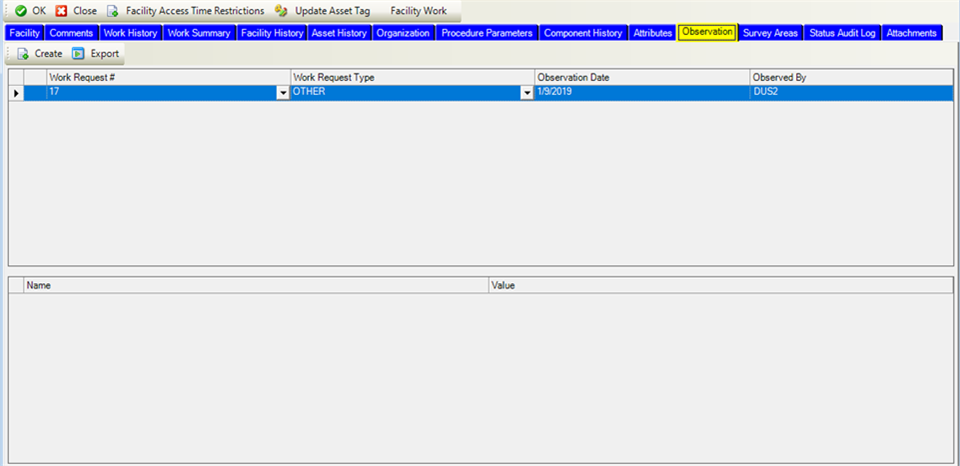 OK Close Facility Access Time Restrictions Update Asset Tag Facility Work
Facility Comments Work History Work Summary Facility History Asset History Organization Procedure Parameters Component History Attributes Observation Survey Areas Status Audit Log Attachments
Create Export
Work Request # Work Request Type Observation Date Observed By
17 OTHER 1/9/2019 DUS2
Name Value